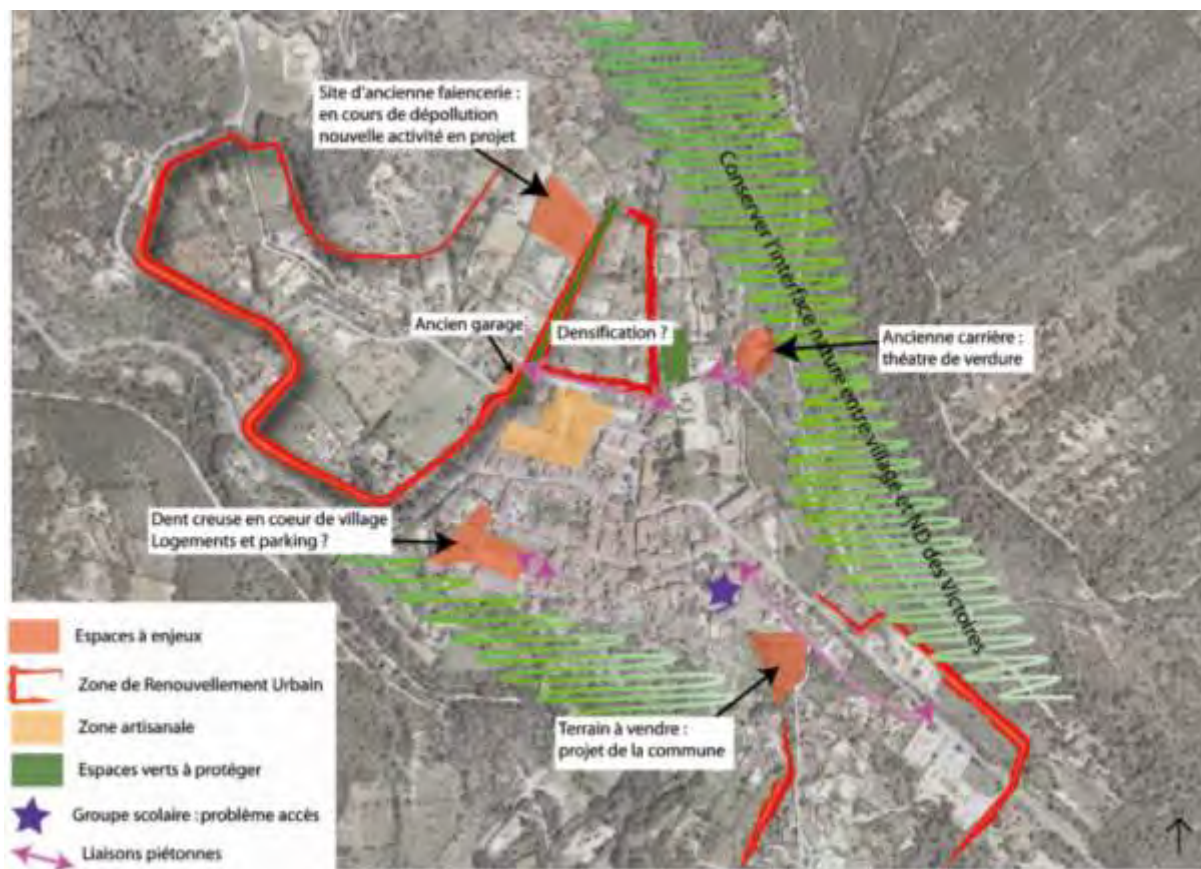 Site d'ancienne faïencerie :
en cours de dépollution
nouvelle activité en projet
Conserver l'interface nature entre village et ND des Victoires
Ancien garage
Densification ?
Ancienne carrière :
théatre de verdure
Dent creuse en coeur de village
Logements et parking ?
Terrain à vendre :
projet de la commune
Espaces à enjeux
Zone de Renouvellement Urbain
Zone artisanale
Espaces verts à protéger
Groupe scolaire : problème accès
Liaisons piétonnes